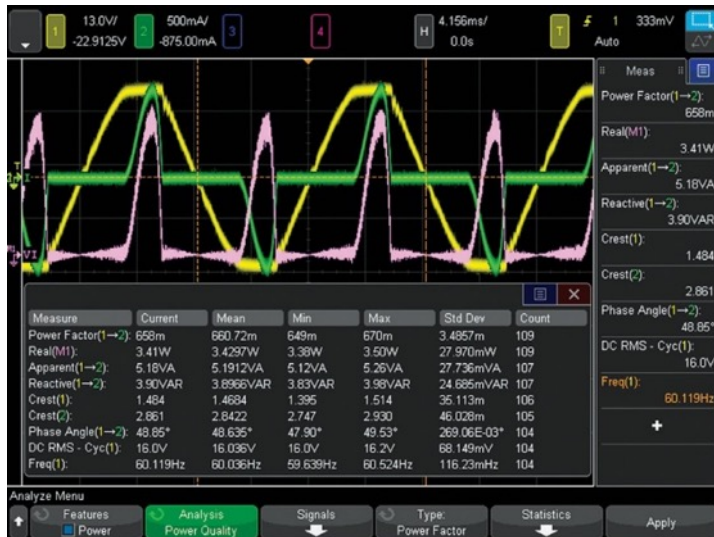 1 13.0V/ 2 500mA/ 3 4 H 4.156ms/ T 1 333mV
-22.9125V -875.00mA 0.0s Auto
Meas
Power Factor(1→2):
658m
Real(M1):
3.41W
Apparent(1→2):
5.18VA
Reactive(1→2):
3.90VAR
Crest(1):
1.484
Crest(2):
2.861
Phase Angle(1→2):
48.85°
DC RMS - Cyc(1):
16.0V
Freq(1):
60.119Hz
+
T
I
VI
Measure Current Mean Min Max Std Dev Count
Power Factor(1→2): 658m 660.72m 649m 670m 3.4857m 109
Real(M1): 3.41W 3.4297W 3.38W 3.50W 27.970mW 109
Apparent(1→2): 5.18VA 5.1912VA 5.12VA 5.26VA 27.736mVA 107
Reactive(1→2): 3.90VAR 3.8966VAR 3.83VAR 3.98VAR 24.685mVAR 107
Crest(1): 1.484 1.4684 1.395 1.514 35.113m 106
Crest(2): 2.861 2.8422 2.747 2.930 46.028m 105
Phase Angle(1→2): 48.85° 48.635° 47.90° 49.53° 269.06E-03° 104
DC RMS - Cyc(1): 16.0V 16.036V 16.0V 16.2V 68.149mV 104
Freq(1): 60.119Hz 60.036Hz 59.639Hz 60.524Hz 116.23mHz 104
Analyze Menu
Features Analysis Signals Type: Statistics Apply
Power Power Quality Power Factor